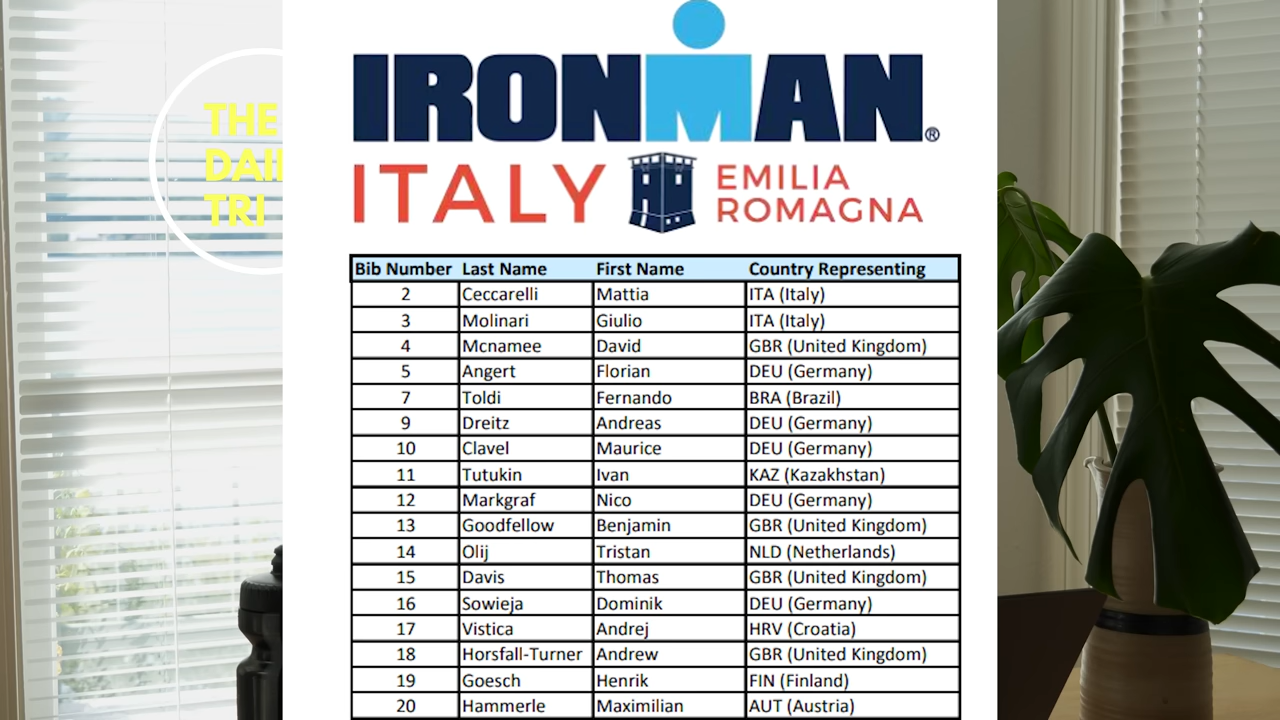 THE
DAI
TRI
IRONMAN®
ITALY EMILIA
ROMAGNA
Bib Number Last Name First Name Country Representing
2 Ceccarelli Mattia ITA (Italy)
3 Molinari Giulio ITA (Italy)
4 Mcnamee David GBR (United Kingdom)
5 Angert Florian DEU (Germany)
7 Toldi Fernando BRA (Brazil)
9 Dreitz Andreas DEU (Germany)
10 Clavel Maurice DEU (Germany)
11 Tutukin Ivan KAZ (Kazakhstan)
12 Markgraf Nico DEU (Germany)
13 Goodfellow Benjamin GBR (United Kingdom)
14 Olij Tristan NLD (Netherlands)
15 Davis Thomas GBR (United Kingdom)
16 Sowieja Dominik DEU (Germany)
17 Vistica Andrej HRV (Croatia)
18 Horsfall-Turner Andrew GBR (United Kingdom)
19 Goesch Henrik FIN (Finland)
20 Hammerle Maximilian AUT (Austria)